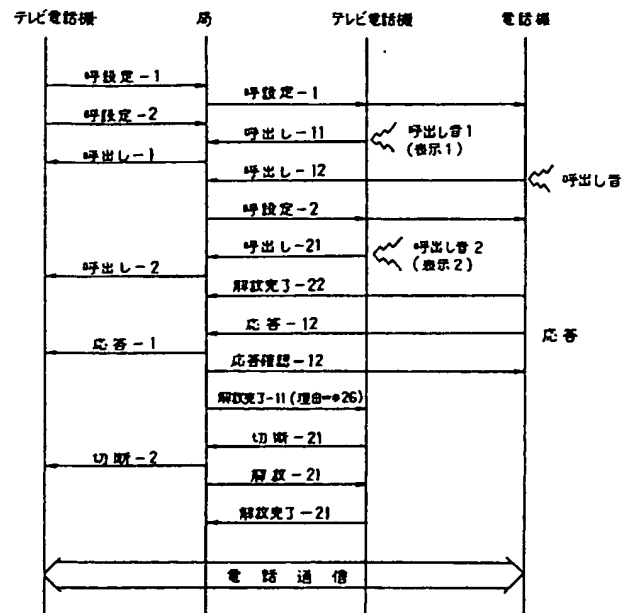 テレビ電話機 局 テレビ電話機 電話機
呼設定-1
呼設定-1
呼設定-2
呼出し-11 呼出し音1
(表示1)
呼出し-1
呼出し-12 呼出し音
呼設定-2
呼出し-21 呼出し音2
(表示2)
呼出し-2
解放完了-22
応答-12 応答
応答-1
応答確認-12
解放完了-11(理由=*26)
切断-21
切断-2
解放-21
解放完了-21
電話通信